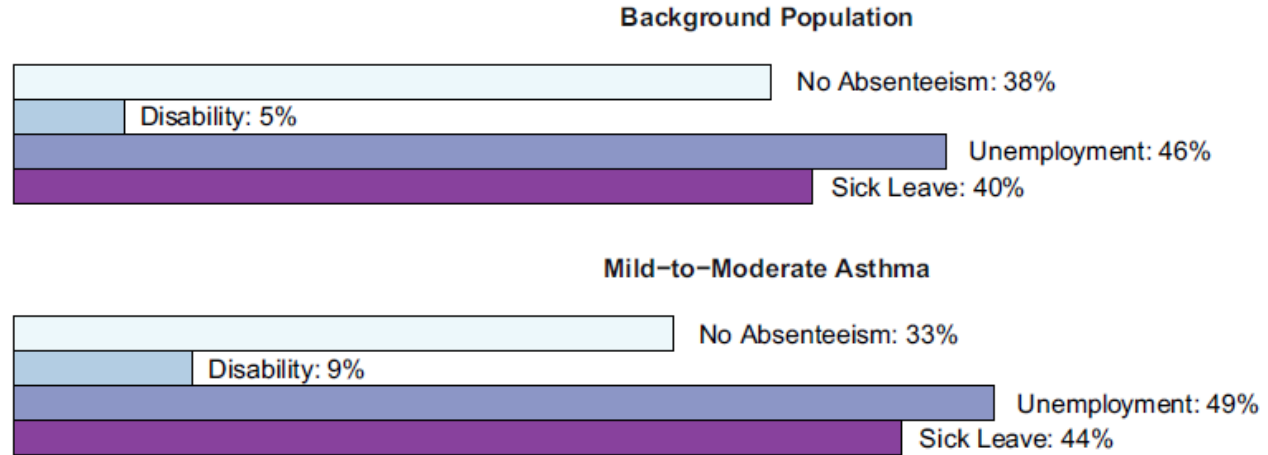 Background Population
No Absenteeism: 38%
Disability: 5%
Unemployment: 46%
Sick Leave: 40%
Mild−to−Moderate Asthma
No Absenteeism: 33%
Disability: 9%
Unemployment: 49%
Sick Leave: 44%